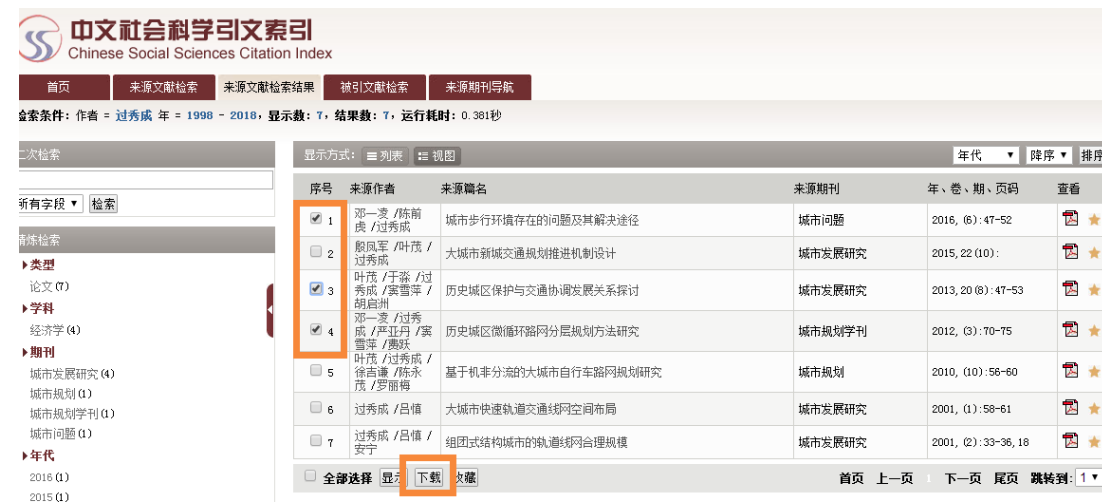 中文社会科学引文索引
Chinese Social Sciences Citation Index
首页 来源文献检索 来源文献检索结果 被引文献检索 来源期刊导航
检索条件: 作者 = 过秀成 年 = 1998 - 2018, 显示数: 7, 结果数: 7, 运行耗时: 0.381秒
二次检索
所有字段 检索
精炼检索
类型
论文(7)
学科
经济学(4)
期刊
城市发展研究(4)
城市规划(1)
城市规划学刊(1)
城市问题(1)
年代
2016(1)
2015(1)
显示方式: 列表 视图 年代 降序 排序
序号 来源作者 来源篇名 来源期刊 年、卷、期、页码 查看
1 邓一凌 /陈前虎 /过秀成 城市步行环境存在的问题及其解决途径 城市问题 2016, (6):47-52
2 殷凤军 /叶茂 /过秀成 大城市新城交通规划推进机制设计 城市发展研究 2015, 22(10):
3 叶茂 /于淼 /过秀成 /窦雪萍 /胡启洲 历史城区保护与交通协调发展关系探讨 城市发展研究 2013, 20(8):47-53
4 邓一凌 /过秀成 /严亚丹 /窦雪萍 /费跃 历史城区微循环路网分层规划方法研究 城市规划学刊 2012, (3):70-75
5 叶茂 /过秀成 /徐吉谦 /陈永茂 /罗丽梅 基于机非分流的大城市自行车路网规划研究 城市规划 2010, (10):56-60
6 过秀成 /吕慎 大城市快速轨道交通线网空间布局 城市发展研究 2001, (1):58-61
7 过秀成 /吕慎 /安宁 组团式结构城市的轨道线网合理规模 城市发展研究 2001, (2):33-36,18
全部选择 显示 下载 收藏 首页 上一页 1 下一页 尾页 跳转到: 1